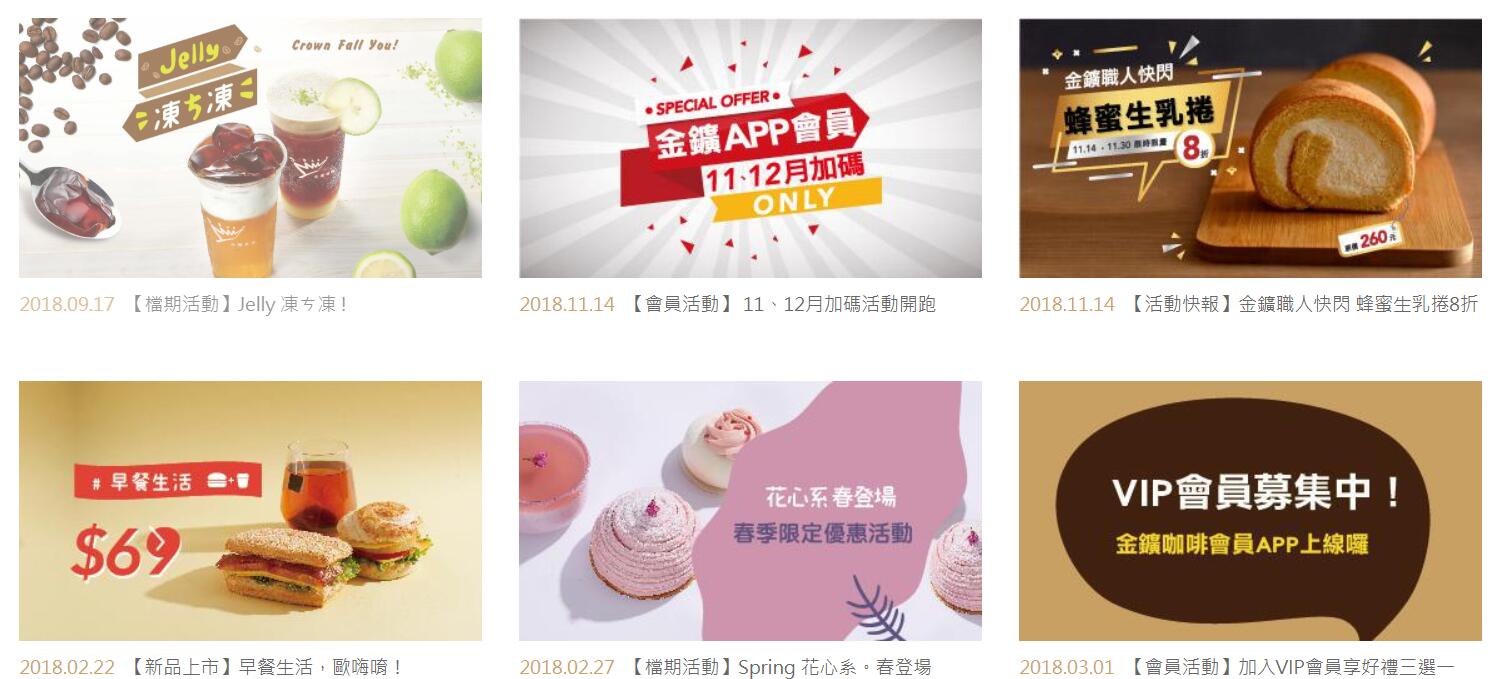 Jelly
凍ち凍
Crown Fall You!
2018.09.17 【檔期活動】Jelly 凍ㄘ凍!
SPECIAL OFFER
金鑛APP會員
11、12月加碼
ONLY
2018.11.14 【會員活動】 11、12月加碼活動開跑
金鑛職人快閃
蜂蜜生乳捲
11.14 - 11.30 限時限量
8折
原價 260元
2018.11.14 【活動快報】金鑛職人快閃 蜂蜜生乳捲8折
# 早餐生活
+
$69
2018.02.22 【新品上市】早餐生活,歐嗨唷!
花心系春登場
春季限定優惠活動
2018.02.27 【檔期活動】Spring 花心系。春登場
VIP會員募集中!
金鑛咖啡會員APP上線囉
2018.03.01 【會員活動】加入VIP會員享好禮三選一